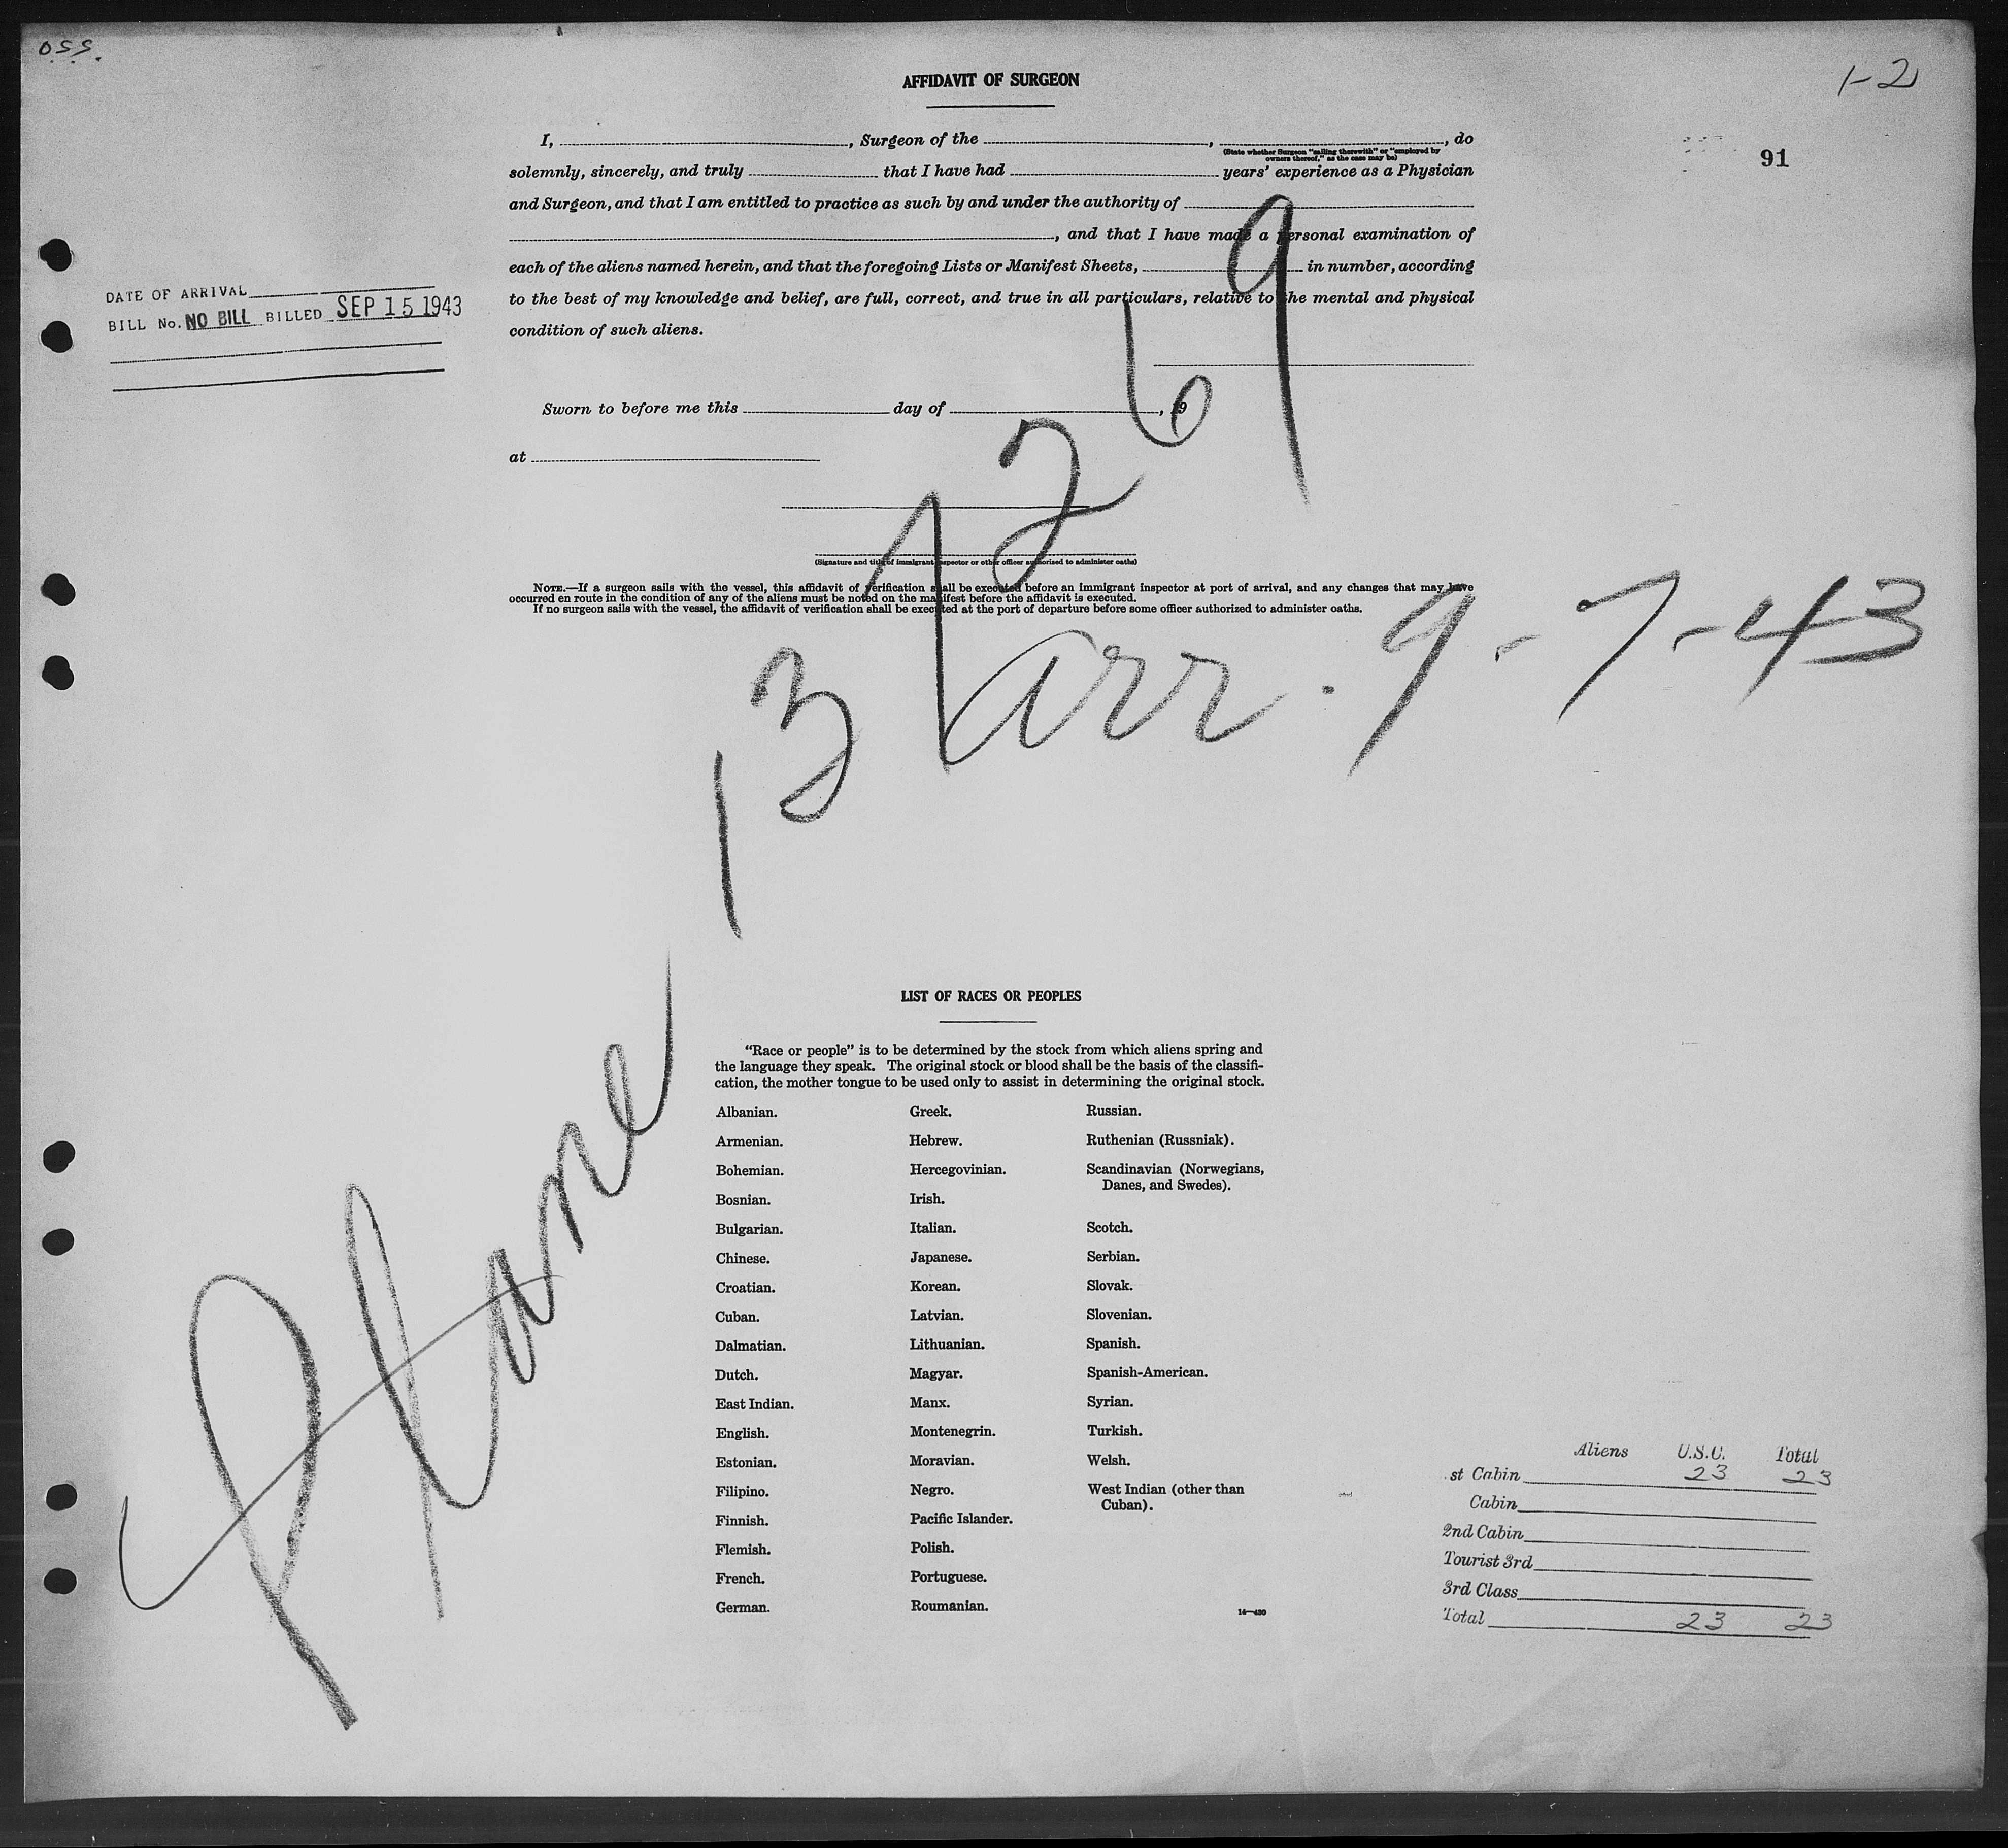 oss.
1-2
91
AFFIDAVIT OF SURGEON
I, , Surgeon of the , , do
(State whether Surgeon "sailing therewith" or "employed by
owners thereof," as the case may be)
solemnly, sincerely, and truly that I have had years' experience as a Physician
and Surgeon, and that I am entitled to practice as such by and under the authority of
, and that I have made a personal examination of
each of the aliens named herein, and that the foregoing Lists or Manifest Sheets, in number, according
to the best of my knowledge and belief, are full, correct, and true in all particulars, relative to the mental and physical
condition of such aliens.
DATE OF ARRIVAL
BILL No. NO BILL BILLED SEP 15 1943
Sworn to before me this day of , 19
at
(Signature and title of immigrant inspector or other officer authorized to administer oaths)
NOTE.—If a surgeon sails with the vessel, this affidavit of verification shall be executed before an immigrant inspector at port of arrival, and any changes that may have
occurred en route in the condition of any of the aliens must be noted on the manifest before the affidavit is executed.
If no surgeon sails with the vessel, the affidavit of verification shall be executed at the port of departure before some officer authorized to administer oaths.
Plane 131269
arr. 9-7-43
LIST OF RACES OR PEOPLES
"Race or people" is to be determined by the stock from which aliens spring and
the language they speak. The original stock or blood shall be the basis of the classifi-
cation, the mother tongue to be used only to assist in determining the original stock.
Albanian.
Armenian.
Bohemian.
Bosnian.
Bulgarian.
Chinese.
Croatian.
Cuban.
Dalmatian.
Dutch.
East Indian.
English.
Estonian.
Filipino.
Finnish.
Flemish.
French.
German.
Greek.
Hebrew.
Hercegovinian.
Irish.
Italian.
Japanese.
Korean.
Latvian.
Lithuanian.
Magyar.
Manx.
Montenegrin.
Moravian.
Negro.
Pacific Islander.
Polish.
Portuguese.
Roumanian.
Russian.
Ruthenian (Russniak).
Scandinavian (Norwegians,
Danes, and Swedes).
Scotch.
Serbian.
Slovak.
Slovenian.
Spanish.
Spanish-American.
Syrian.
Turkish.
Welsh.
West Indian (other than
Cuban).
14—430
Aliens U.S.C. Total
st Cabin 23 23
Cabin
2nd Cabin
Tourist 3rd
3rd Class
Total 23 23